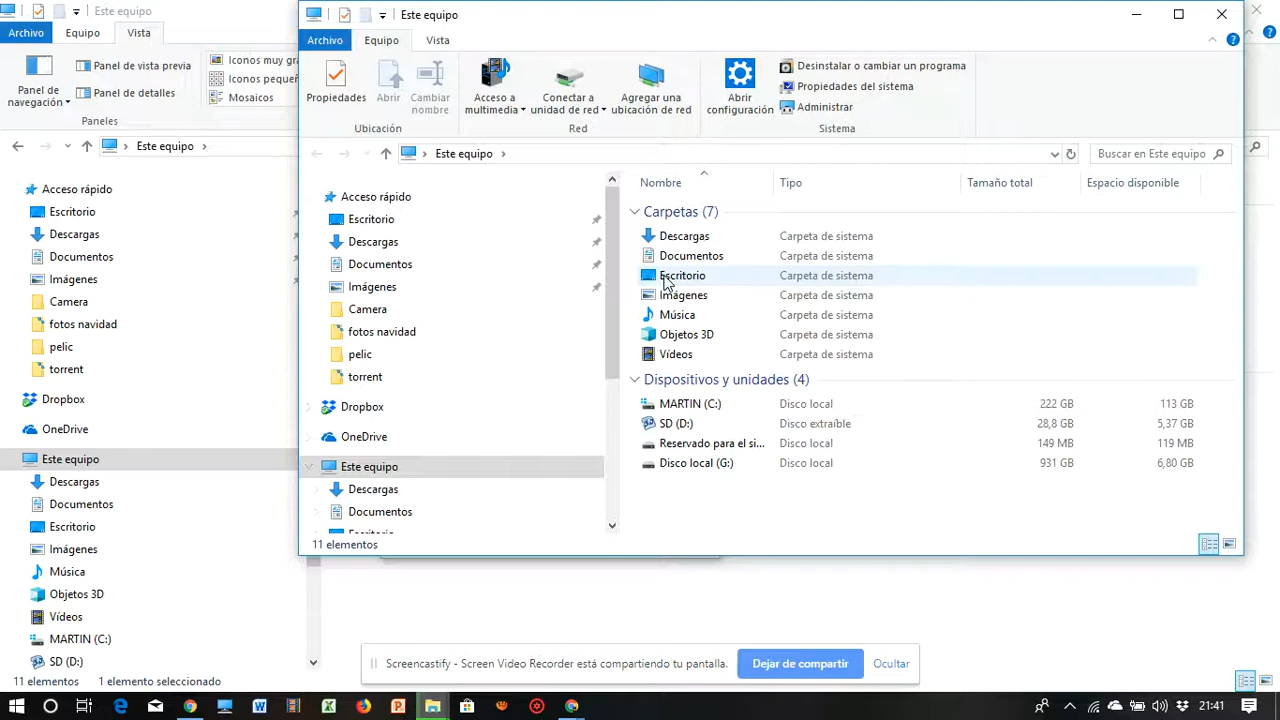 Este equipo
Archivo
Equipo
Vista
Panel de navegación
Panel de vista previa
Panel de detalles
Paneles
Iconos muy gra
Iconos pequeñ
Mosaicos
Este equipo
Acceso rápido
Escritorio
Descargas
Documentos
Imágenes
Camera
fotos navidad
pelic
torrent
Dropbox
OneDrive
Este equipo
Descargas
Documentos
Escritorio
Imágenes
Música
Objetos 3D
Vídeos
MARTIN (C:)
SD (D:)
11 elementos 1 elemento seleccionado
Este equipo
Archivo
Equipo
Vista
Propiedades
Abrir
Cambiar nombre
Ubicación
Acceso a multimedia
Conectar a unidad de red
Agregar una ubicación de red
Red
Abrir configuración
Desinstalar o cambiar un programa
Propiedades del sistema
Administrar
Sistema
Este equipo
Buscar en Este equipo
Acceso rápido
Escritorio
Descargas
Documentos
Imágenes
Camera
fotos navidad
pelic
torrent
Dropbox
OneDrive
Este equipo
Descargas
Documentos
Nombre Tipo Tamaño total Espacio disponible
Carpetas (7)
Descargas Carpeta de sistema
Documentos Carpeta de sistema
Escritorio Carpeta de sistema
Imágenes Carpeta de sistema
Música Carpeta de sistema
Objetos 3D Carpeta de sistema
Vídeos Carpeta de sistema
Dispositivos y unidades (4)
MARTIN (C:) Disco local 222 GB 113 GB
SD (D:) Disco extraíble 28,8 GB 5,37 GB
Reservado para el si... Disco local 149 MB 119 MB
Disco local (G:) Disco local 931 GB 6,80 GB
11 elementos
Screencastify - Screen Video Recorder está compartiendo tu pantalla. Dejar de compartir Ocultar
21:41